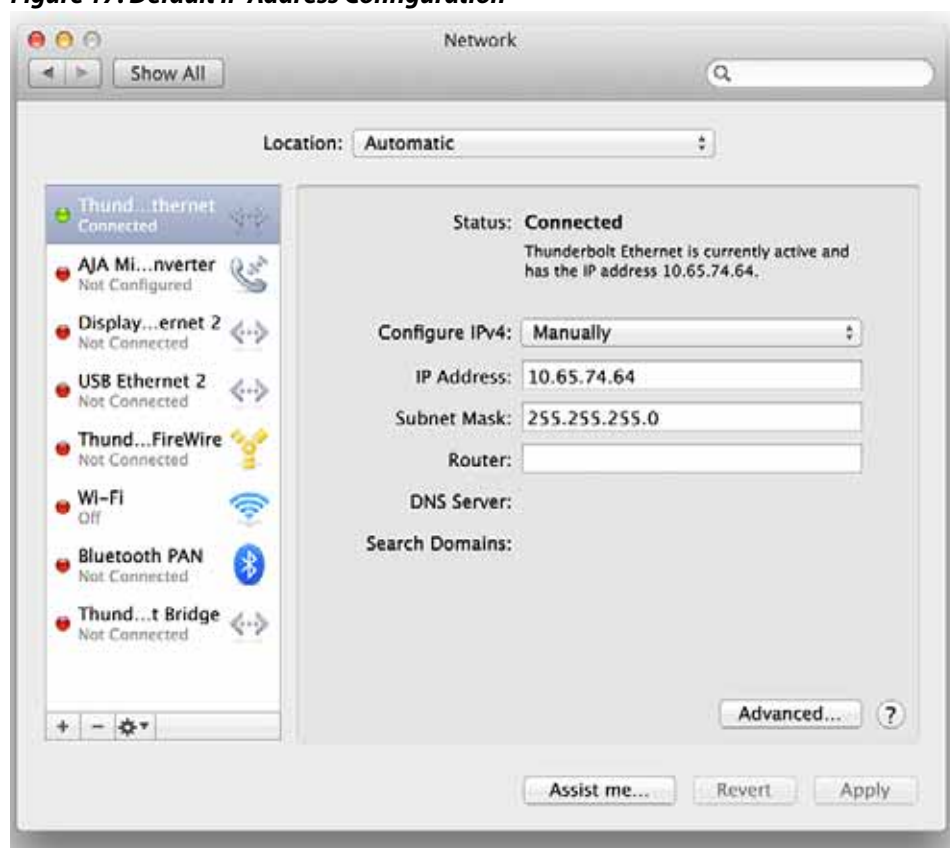 Figure 17. Default IP Address Configuration
Network
Show All
Location: Automatic
Thund...thernet
Connected
AJA Mi...nverter
Not Configured
Display...ernet 2
Not Connected
USB Ethernet 2
Not Connected
Thund...FireWire
Not Connected
Wi-Fi
Off
Bluetooth PAN
Not Connected
Thund...t Bridge
Not Connected
Status: Connected
Thunderbolt Ethernet is currently active and
has the IP address 10.65.74.64.
Configure IPv4: Manually
IP Address: 10.65.74.64
Subnet Mask: 255.255.255.0
Router:
DNS Server:
Search Domains:
+ −
Advanced... ?
Assist me... Revert Apply